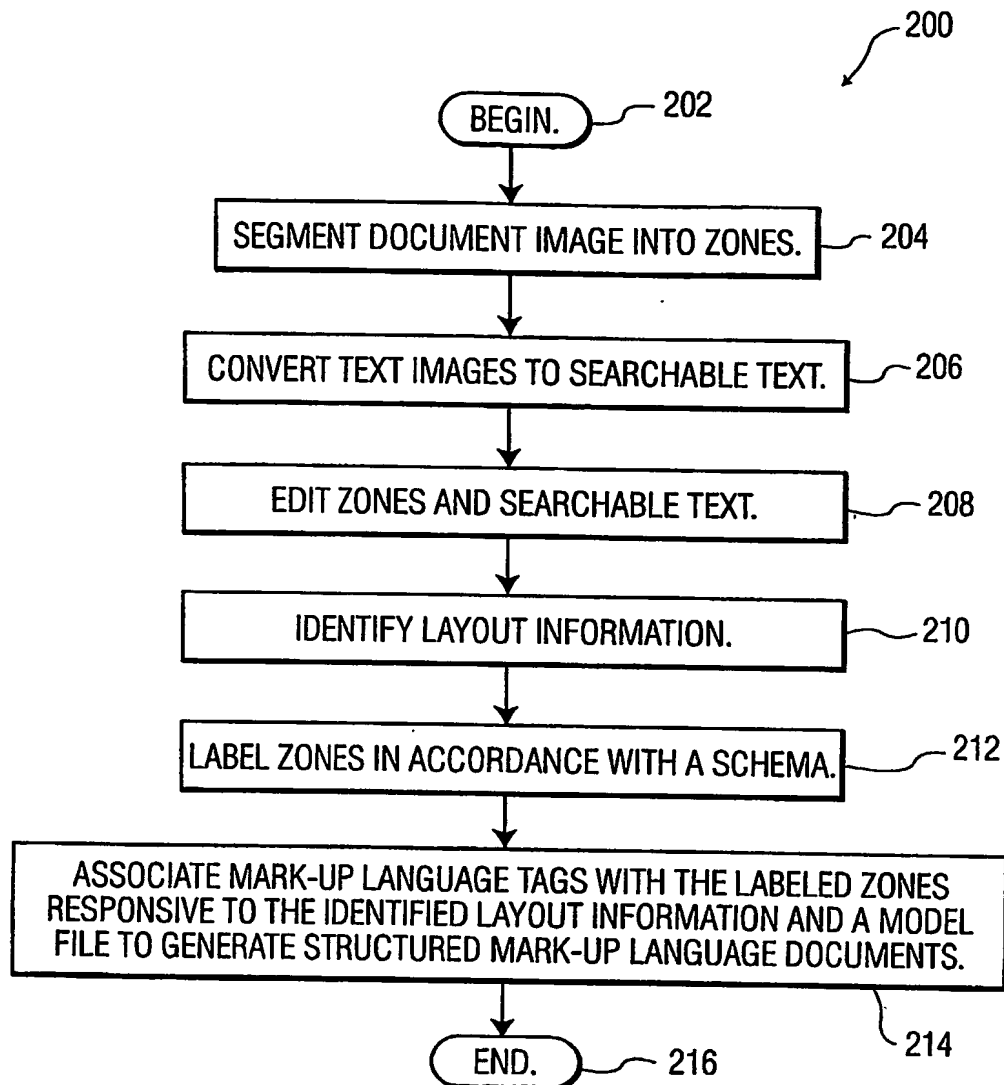 200
BEGIN.
202
SEGMENT DOCUMENT IMAGE INTO ZONES.
204
CONVERT TEXT IMAGES TO SEARCHABLE TEXT.
206
EDIT ZONES AND SEARCHABLE TEXT.
208
IDENTIFY LAYOUT INFORMATION.
210
LABEL ZONES IN ACCORDANCE WITH A SCHEMA.
212
ASSOCIATE MARK-UP LANGUAGE TAGS WITH THE LABELED ZONES
RESPONSIVE TO THE IDENTIFIED LAYOUT INFORMATION AND A MODEL
FILE TO GENERATE STRUCTURED MARK-UP LANGUAGE DOCUMENTS.
214
END.
216